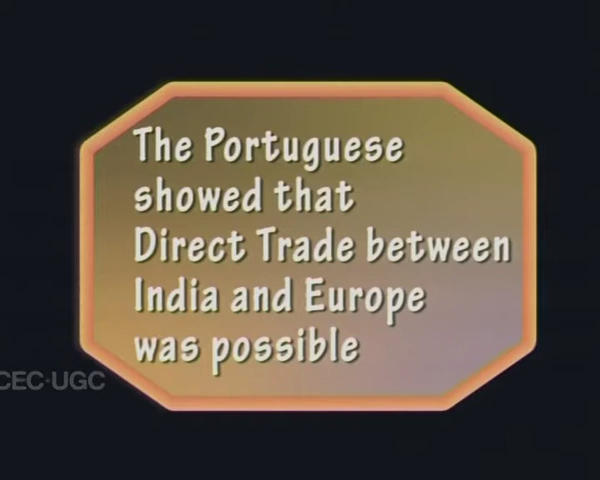 The Portuguese
showed that
Direct Trade between
India and Europe
was possible
CEC-UGC